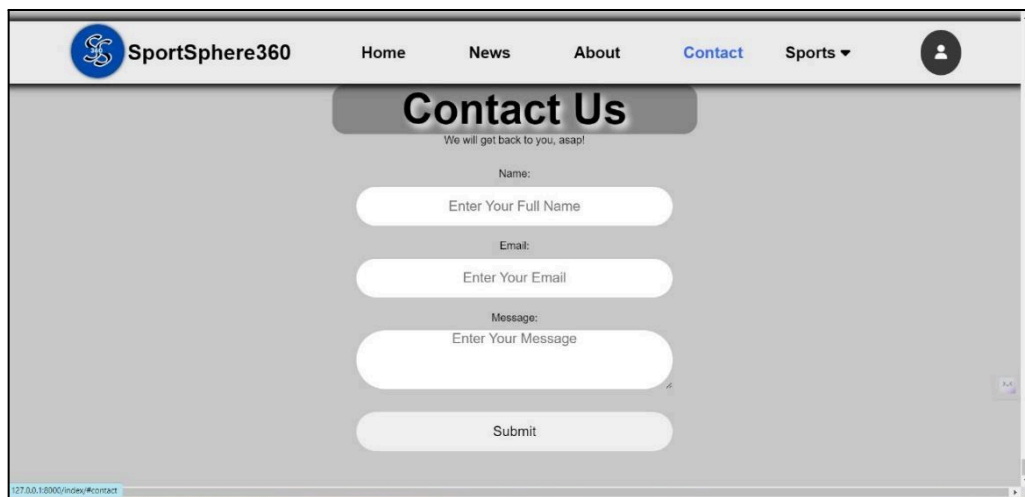 SportSphere360 Home News About Contact Sports
Contact Us
We will get back to you, asap!
Name:
Enter Your Full Name
Email:
Enter Your Email
Message:
Enter Your Message
Submit
127.0.0.1:8000/index/#contact